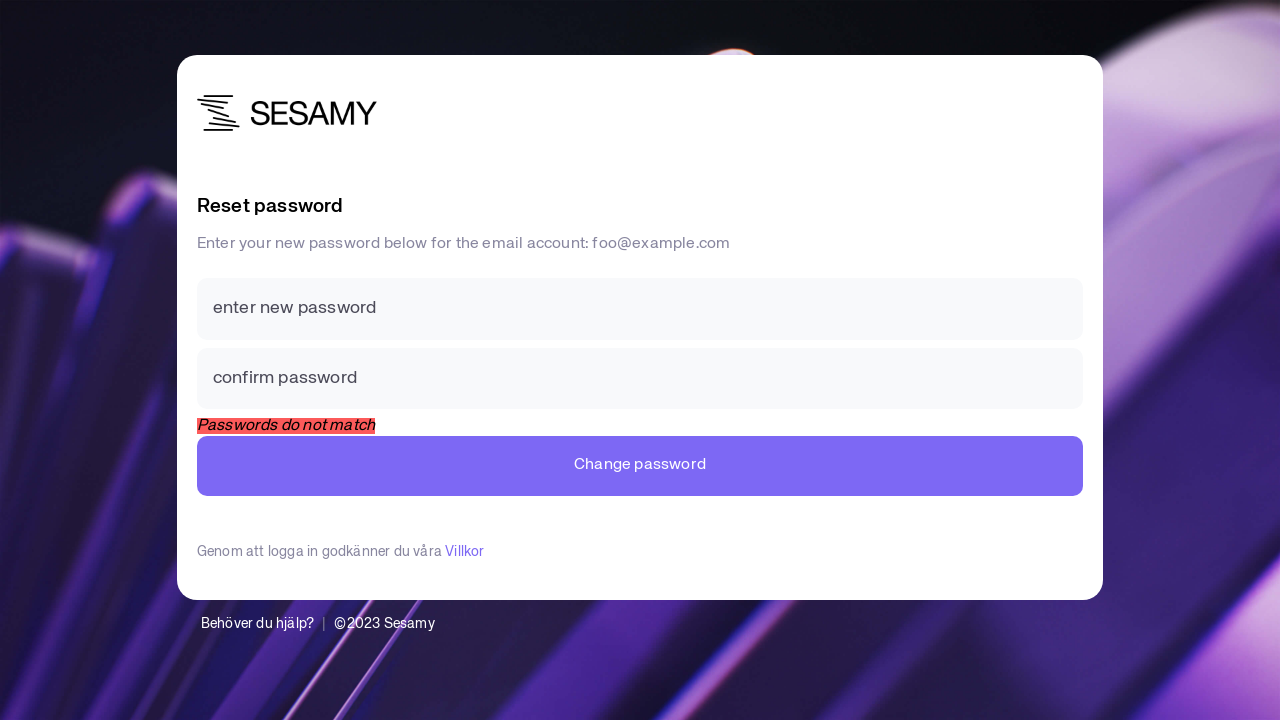 SESAMY
Reset password
Enter your new password below for the email account: foo@example.com
enter new password
confirm password
Passwords do not match
Change password
Genom att logga in godkänner du våra Villkor
Behöver du hjälp? | ©2023 Sesamy